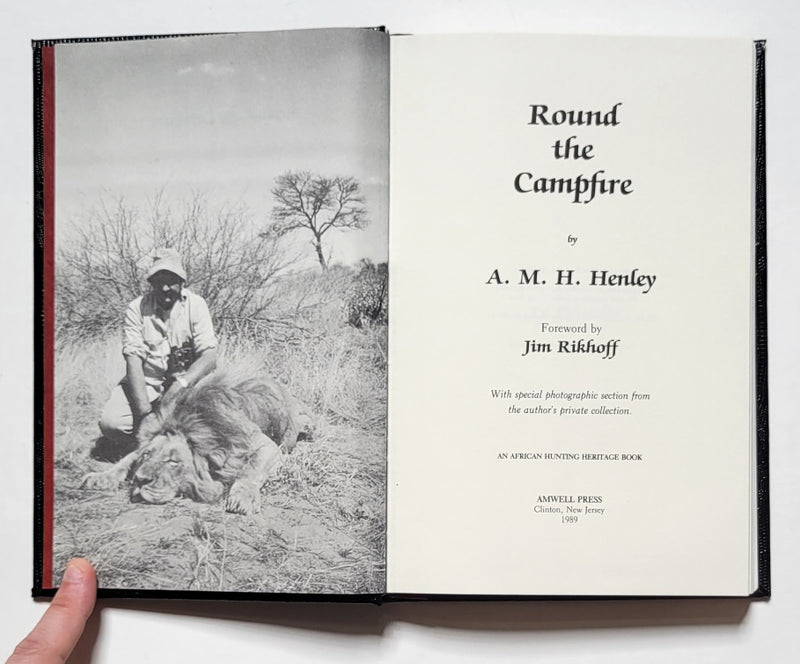 Round
the
Campfire
by
A. M. H. Henley
Foreword by
Jim Rikhoff
With special photographic section from
the author's private collection.
AN AFRICAN HUNTING HERITAGE BOOK
AMWELL PRESS
Clinton, New Jersey
1989